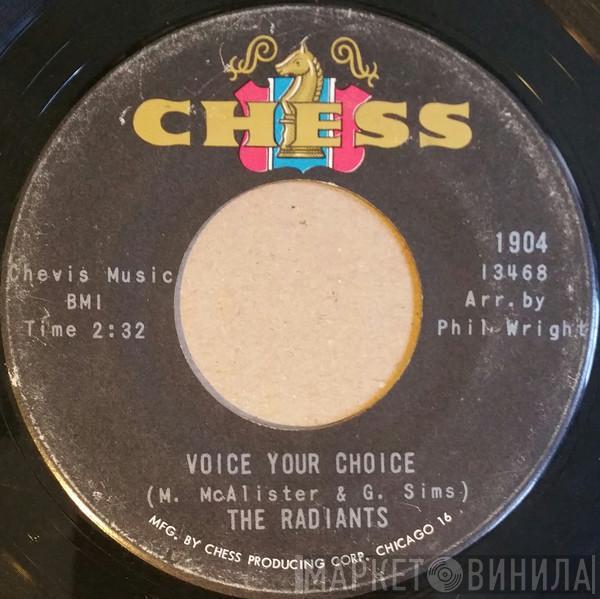 CHESS
1904
13468
Arr. by
Phil Wright
Chevis Music
BMI
Time 2:32
VOICE YOUR CHOICE
(M. McAlister & G. Sims)
THE RADIANTS
MFG. BY CHESS PRODUCING CORP. CHICAGO 16
МАРКЕТ ВИНИЛА